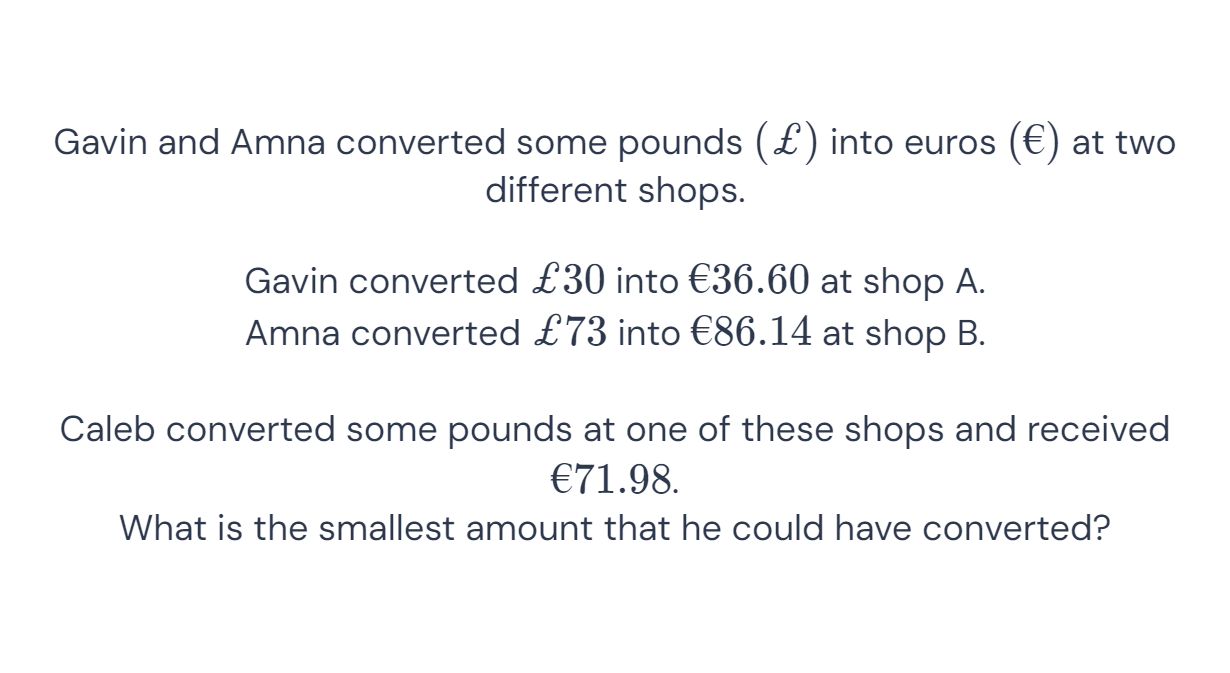 Gavin and Amna converted some pounds (£) into euros (€) at two
different shops.
Gavin converted £30 into €36.60 at shop A.
Amna converted £73 into €86.14 at shop B.
Caleb converted some pounds at one of these shops and received
€71.98.
What is the smallest amount that he could have converted?